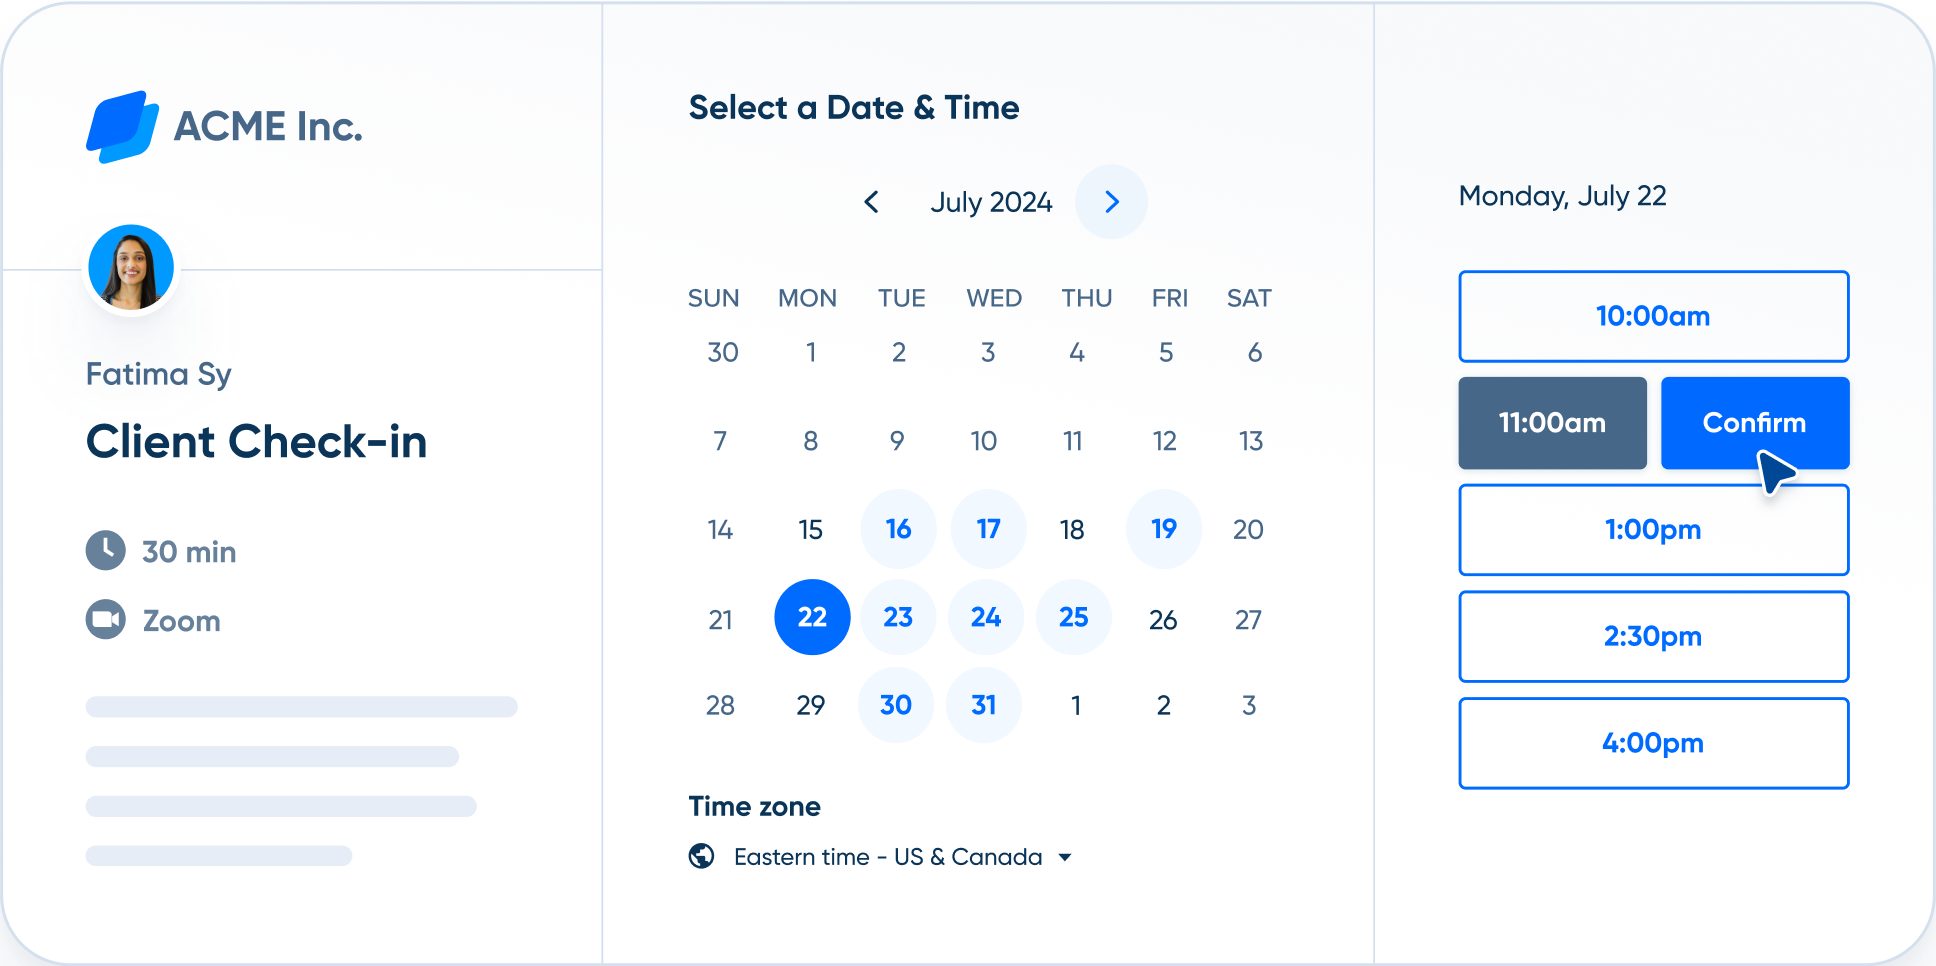 ACME Inc.
Fatima Sy
Client Check-in
30 min
Zoom
Select a Date & Time
July 2024
SUN MON TUE WED THU FRI SAT
30 1 2 3 4 5 6
7 8 9 10 11 12 13
14 15 16 17 18 19 20
21 22 23 24 25 26 27
28 29 30 31 1 2 3
Time zone
Eastern time - US & Canada
Monday, July 22
10:00am
11:00am Confirm
1:00pm
2:30pm
4:00pm